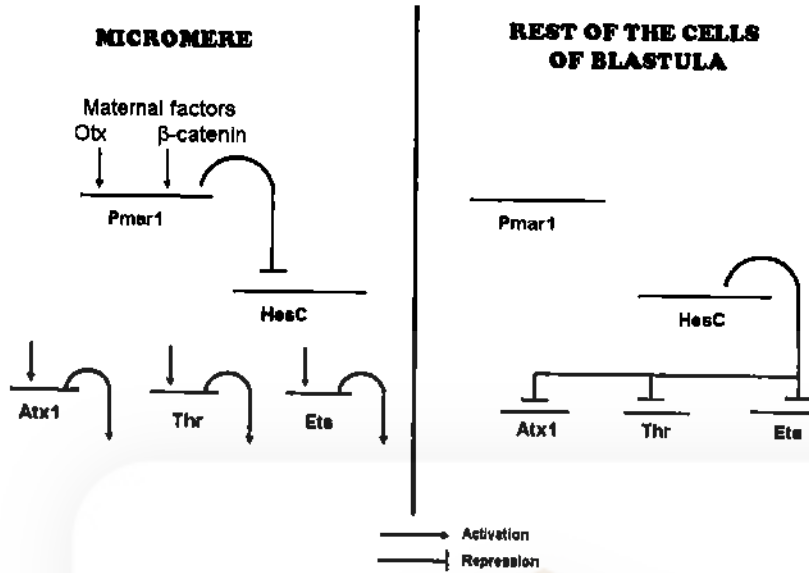 MICROMERE
Maternal factors
Otx β-catenin
Pmar1
HesC
Atx1 Thr Ets
REST OF THE CELLS
OF BLASTULA
Pmar1
HesC
Atx1 Thr Ets
Activation
Repression